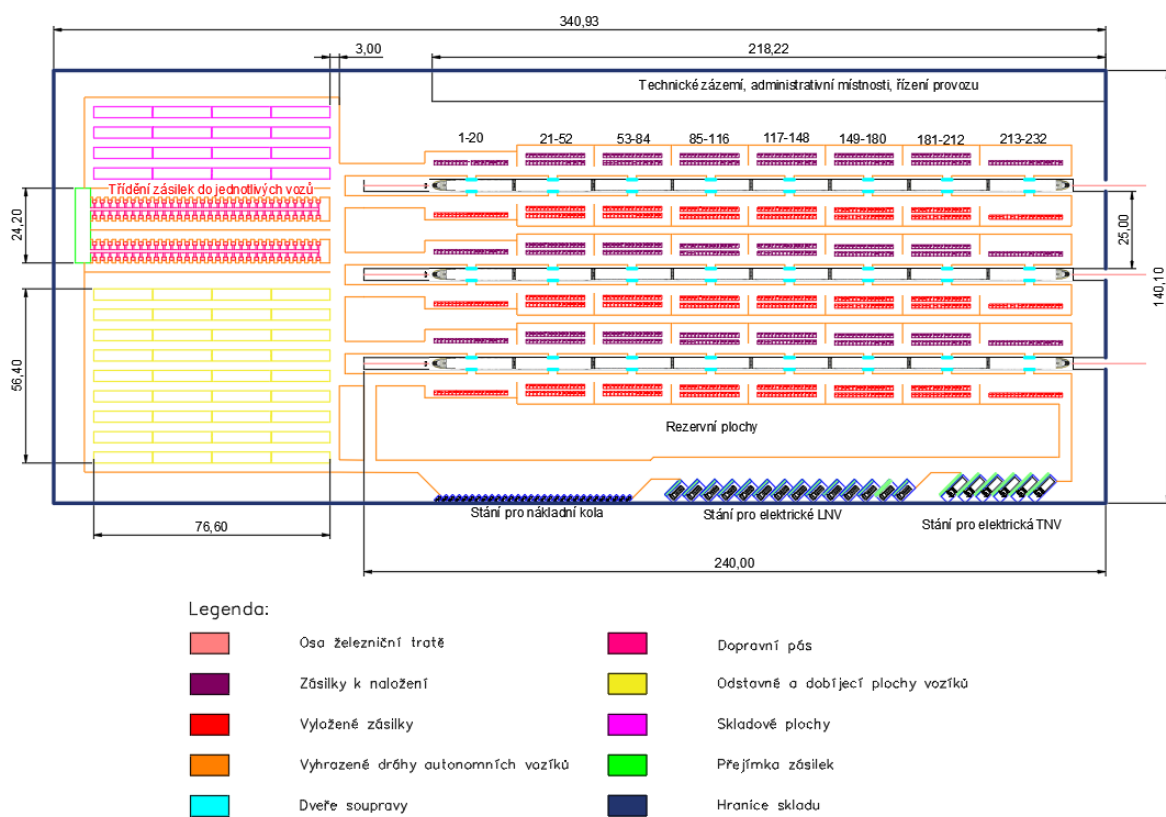 340,93
3,00
218,22
Technické zázemí, administrativní místnosti, řízení provozu
1-20
21-52
53-84
85-116
117-148
149-180
181-212
213-232
Třídění zásilek do jednotlivých vozů
24,20
25,00
140,10
56,40
Rezervní plochy
Stání pro nákladní kola
Stání pro elektrické LNV
Stání pro elektrická TNV
76,60
240,00
Legenda:
Osa železniční tratě
Dopravní pás
Zásilky k naložení
Odstavné a dobíjecí plochy vozíků
Vyložené zásilky
Skladové plochy
Vyhrazené dráhy autonomních vozíků
Přejímka zásilek
Dveře soupravy
Hranice skladu